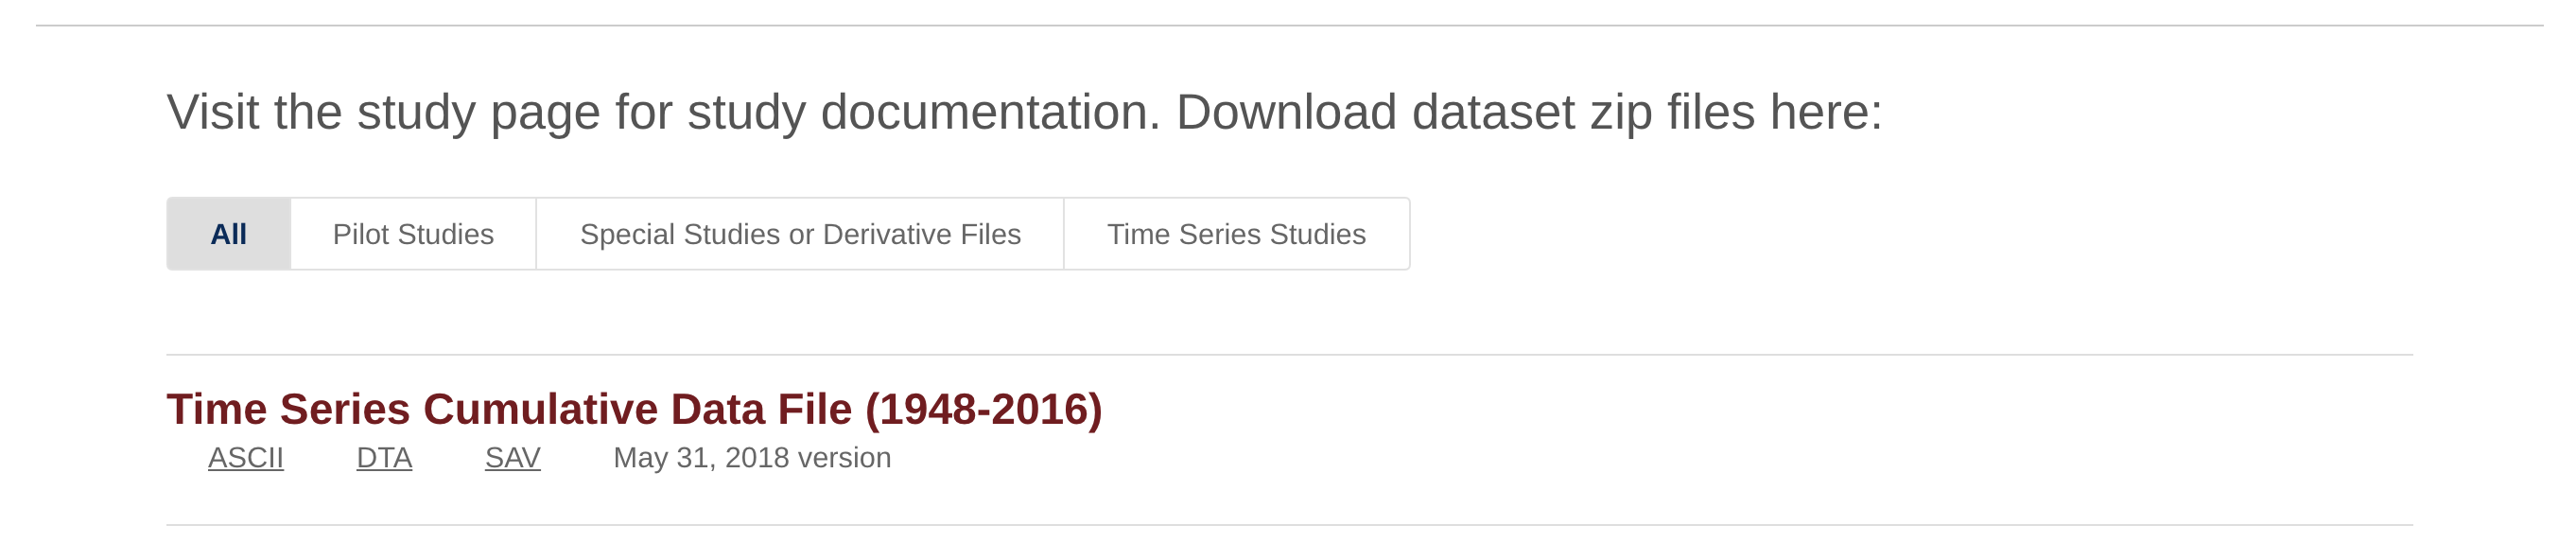 Visit the study page for study documentation. Download dataset zip files here:
All Pilot Studies Special Studies or Derivative Files Time Series Studies
Time Series Cumulative Data File (1948-2016)
ASCII DTA SAV May 31, 2018 version